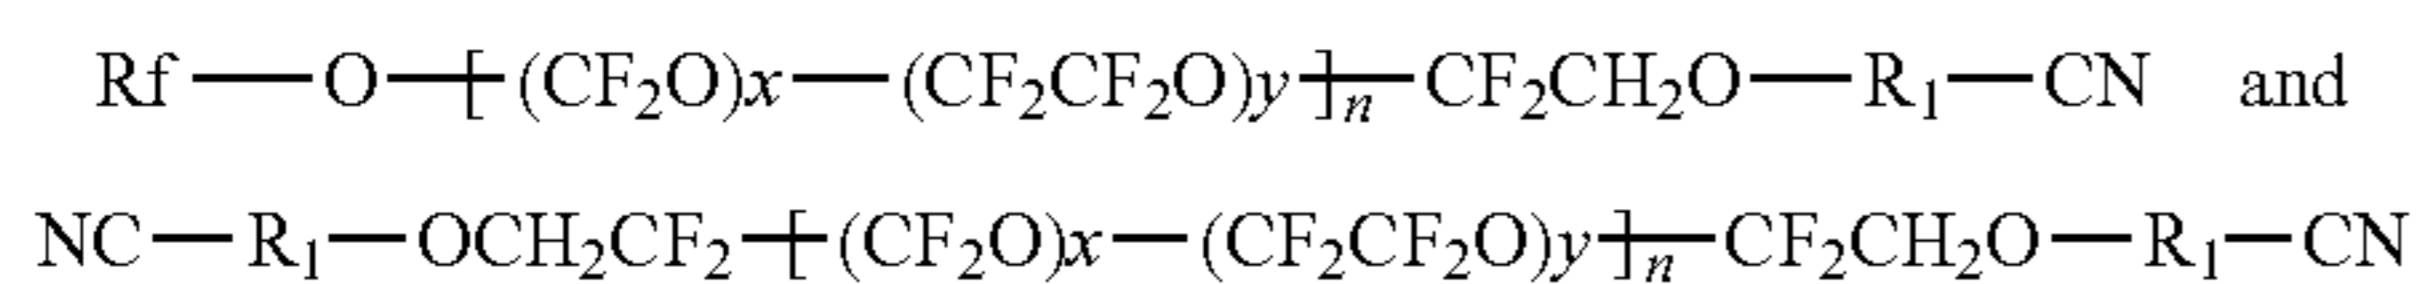 Rf—O—[(CF₂O)x—(CF₂CF₂O)y]ₙ—CF₂CH₂O—R₁—CN and
NC—R₁—OCH₂CF₂—[(CF₂O)x—(CF₂CF₂O)y]ₙ—CF₂CH₂O—R₁—CN